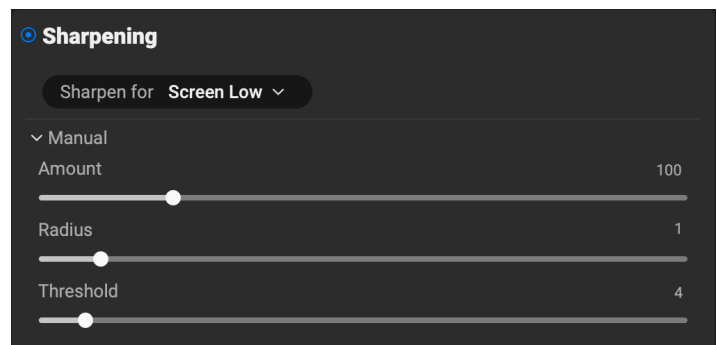 Sharpening
Sharpen for Screen Low
Manual
Amount 100
Radius 1
Threshold 4